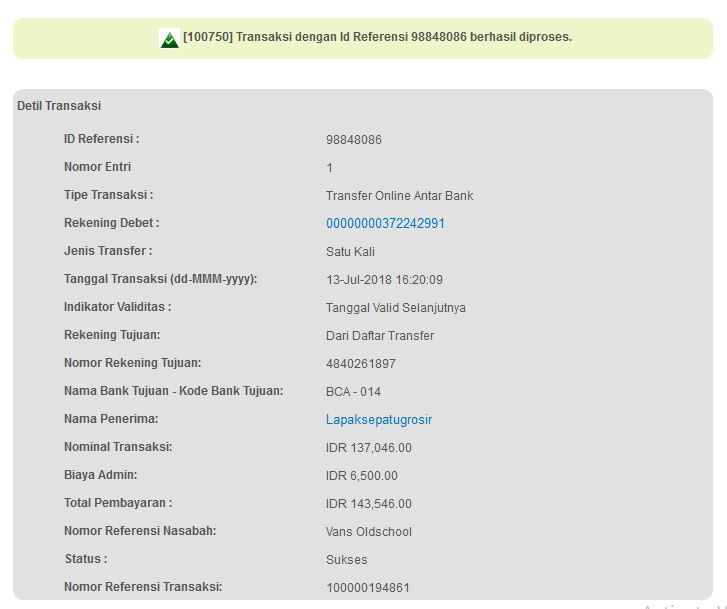 [100750] Transaksi dengan Id Referensi 98848086 berhasil diproses.
Detil Transaksi
ID Referensi : 98848086
Nomor Entri 1
Tipe Transaksi : Transfer Online Antar Bank
Rekening Debet : 00000000372242991
Jenis Transfer : Satu Kali
Tanggal Transaksi (dd-MMM-yyyy): 13-Jul-2018 16:20:09
Indikator Validitas : Tanggal Valid Selanjutnya
Rekening Tujuan: Dari Daftar Transfer
Nomor Rekening Tujuan: 4840261897
Nama Bank Tujuan - Kode Bank Tujuan: BCA - 014
Nama Penerima: Lapaksepatugrosir
Nominal Transaksi: IDR 137,046.00
Biaya Admin: IDR 6,500.00
Total Pembayaran : IDR 143,546.00
Nomor Referensi Nasabah: Vans Oldschool
Status : Sukses
Nomor Referensi Transaksi: 100000194861